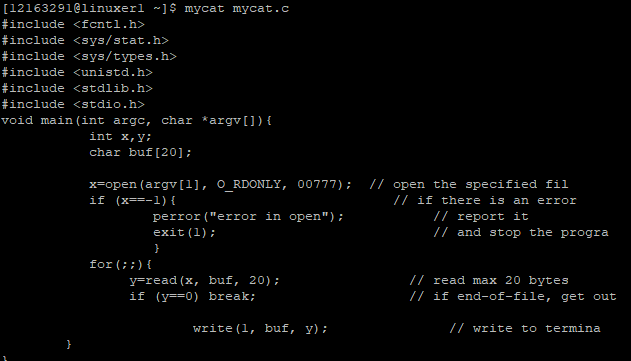 [12163291@linuxer1 ~]$ mycat mycat.c
#include <fcntl.h>
#include <sys/stat.h>
#include <sys/types.h>
#include <unistd.h>
#include <stdlib.h>
#include <stdio.h>
void main(int argc, char *argv[]){
int x,y;
char buf[20];
x=open(argv[1], O_RDONLY, 00777);  // open the specified fil
if (x==-1){ // if there is an error
perror("error in open"); // report it
exit(1); // and stop the progra
}
for(;;){
y=read(x, buf, 20); // read max 20 bytes
if (y==0) break; // if end-of-file, get out
write(1, buf, y); // write to termina
}
}